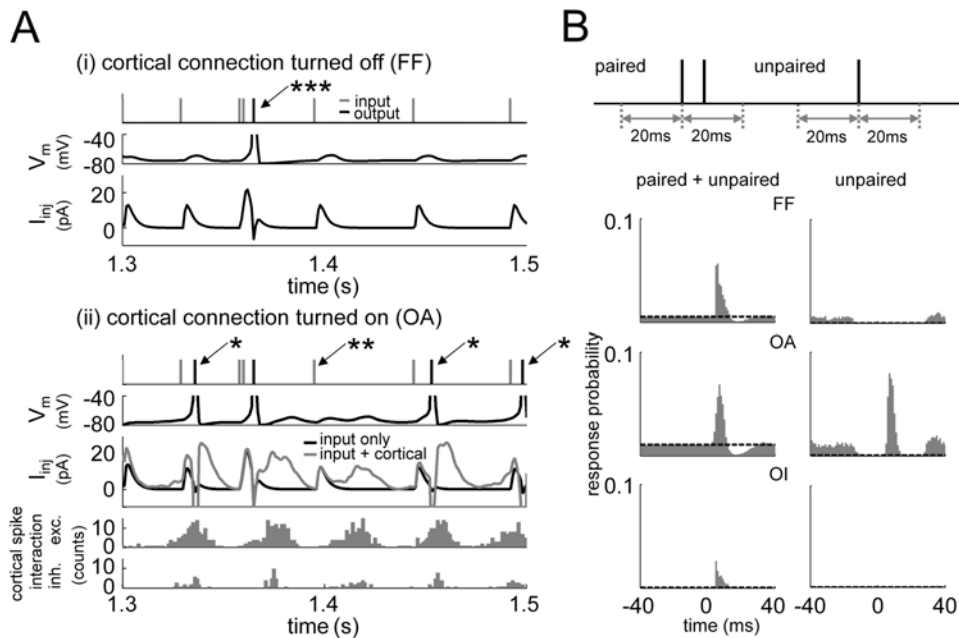 A
(i) cortical connection turned off (FF)
***
input
output
-40
-80
Vm
(mV)
20
0
Iinj
(pA)
1.3
1.4
1.5
time (s)
(ii) cortical connection turned on (OA)
*
**
*
*
-40
-80
Vm
(mV)
input only
input + cortical
20
0
Iinj
(pA)
cortical spike
interaction
inh. exc.
(counts)
10
0
10
0
1.3
1.4
1.5
time (s)
B
paired
unpaired
20ms
20ms
20ms
20ms
paired + unpaired
unpaired
FF
0.1
OA
0.1
OI
0.1
response probability
-40
0
40
-40
0
40
time (ms)